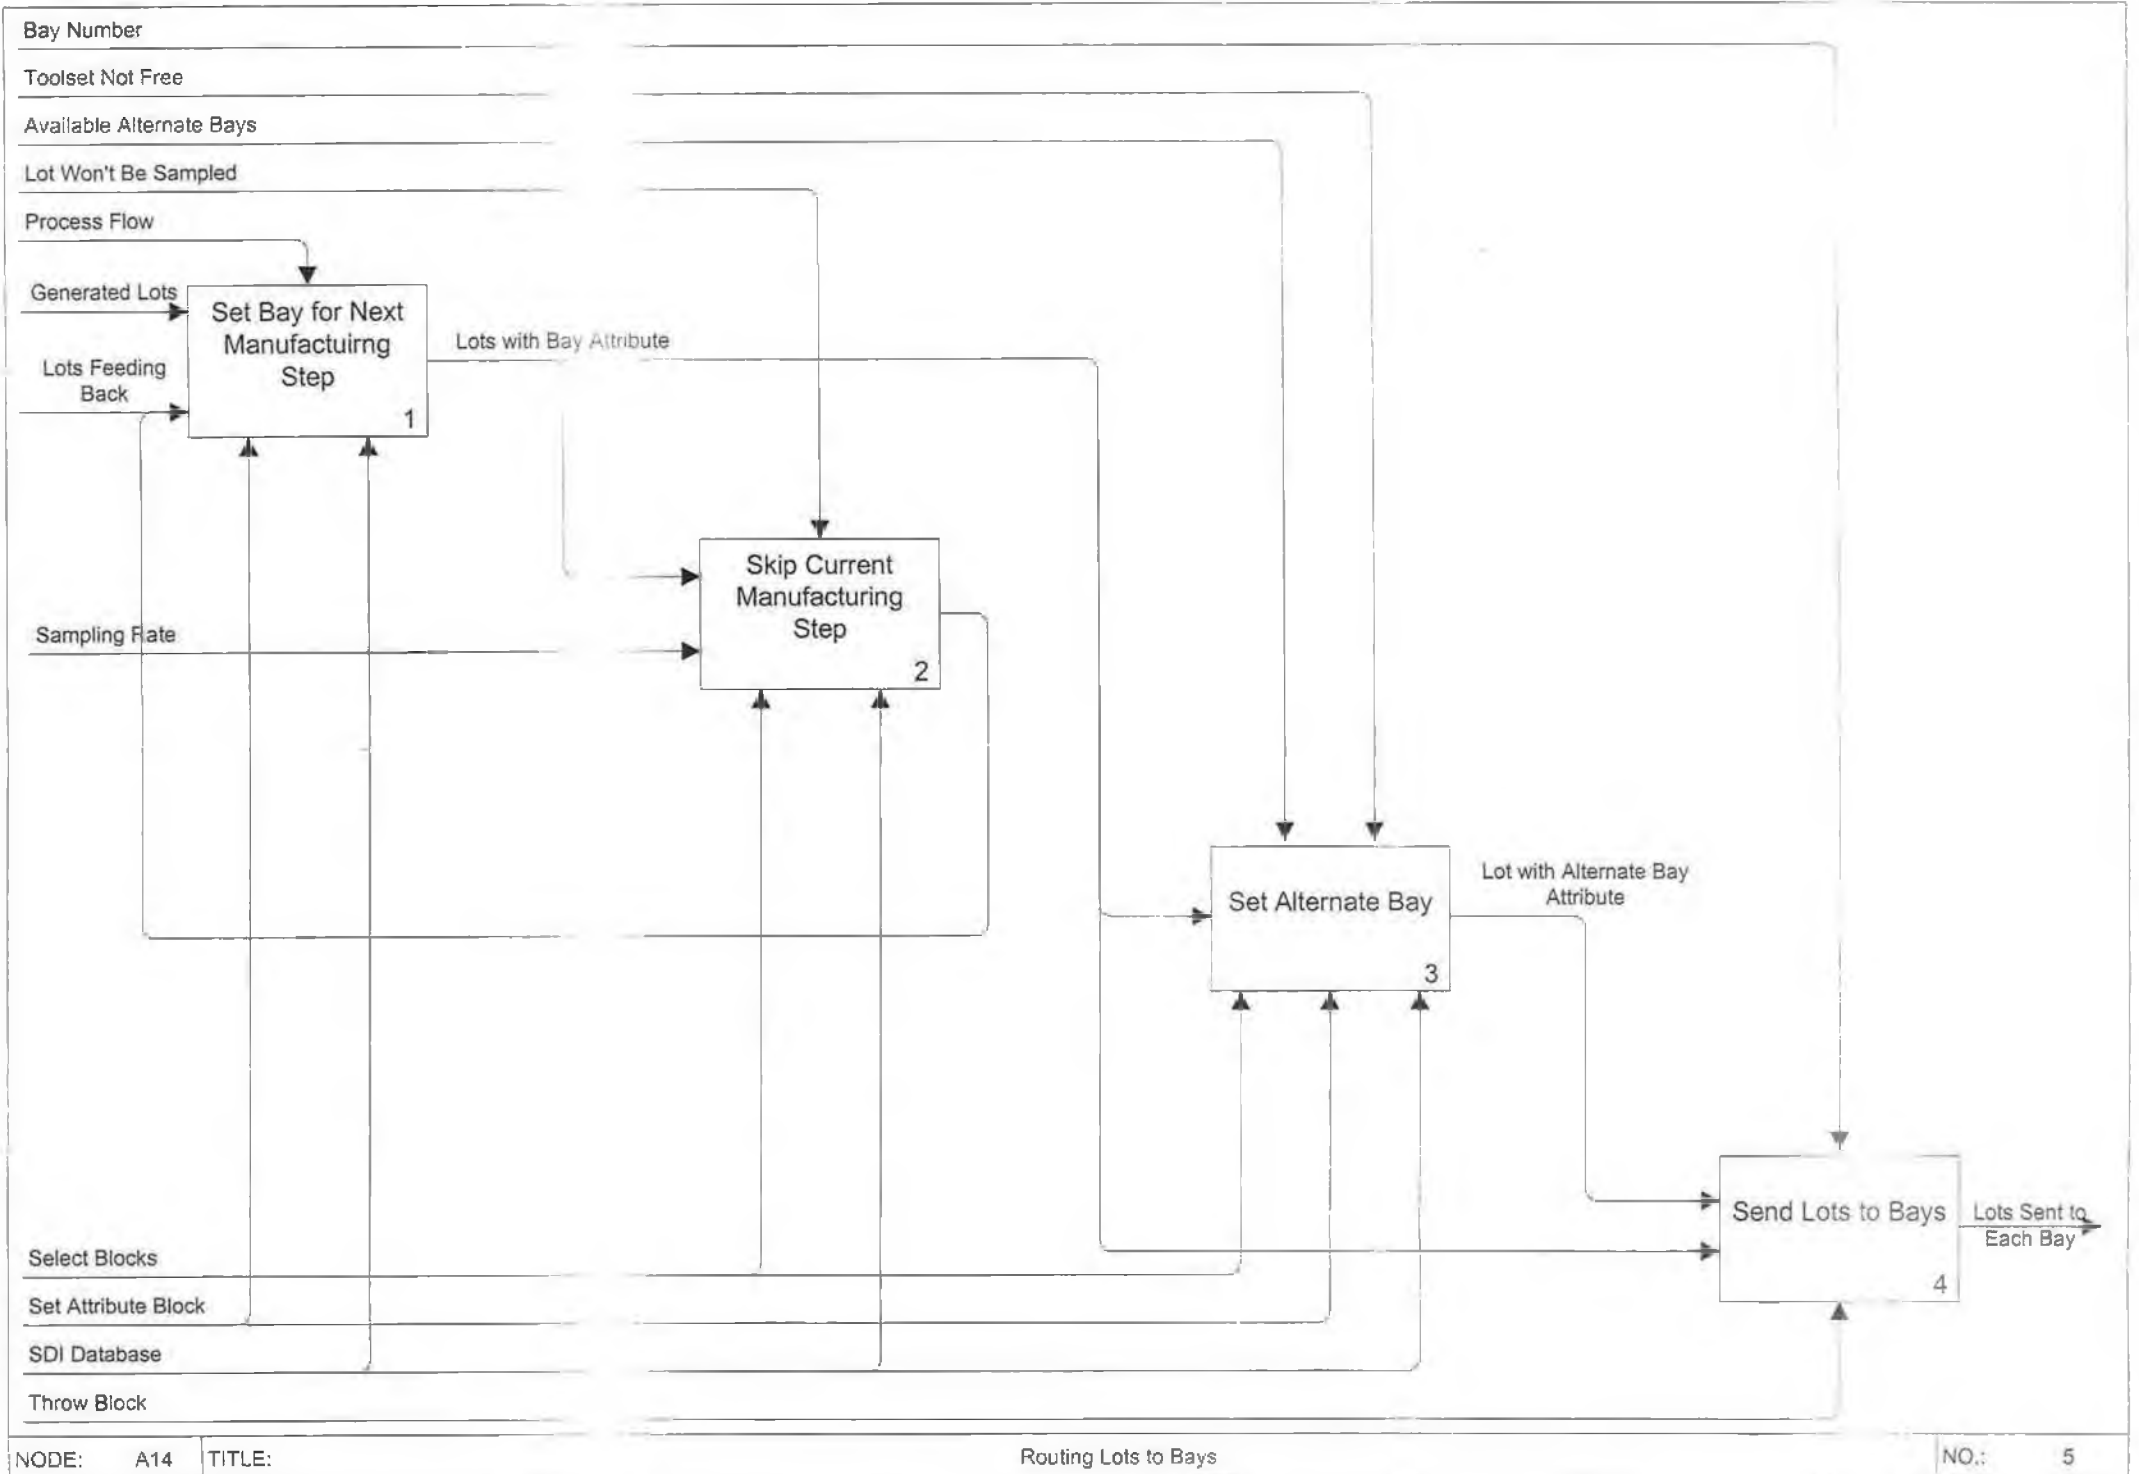 Bay Number
Toolset Not Free
Available Alternate Bays
Lot Won't Be Sampled
Process Flow
Generated Lots
Lots Feeding
Back
Set Bay for Next
Manufactuirng
Step
1
Lots with Bay Attribute
Skip Current
Manufacturing
Step
2
Sampling Rate
Set Alternate Bay
3
Lot with Alternate Bay
Attribute
Send Lots to Bays
4
Lots Sent to
Each Bay
Select Blocks
Set Attribute Block
SDI Database
Throw Block
NODE: A14 TITLE: Routing Lots to Bays NO.: 5